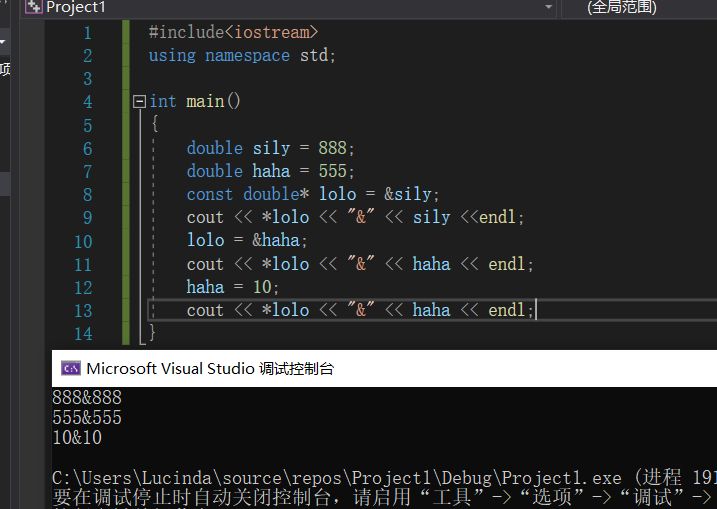 Project1 (全局范围)
1 #include<iostream>
2 using namespace std;
3
4 int main()
5 {
6 double sily = 888;
7 double haha = 555;
8 const double* lolo = &sily;
9 cout << *lolo << "&" << sily <<endl;
10 lolo = &haha;
11 cout << *lolo << "&" << haha << endl;
12 haha = 10;
13 cout << *lolo << "&" << haha << endl;
14 }
项
Microsoft Visual Studio 调试控制台
888&888
555&555
10&10
C:\Users\Lucinda\source\repos\Project1\Debug\Project1.exe (进程 191
要在调试停止时自动关闭控制台，请启用“工具”->“选项”->“调试”->